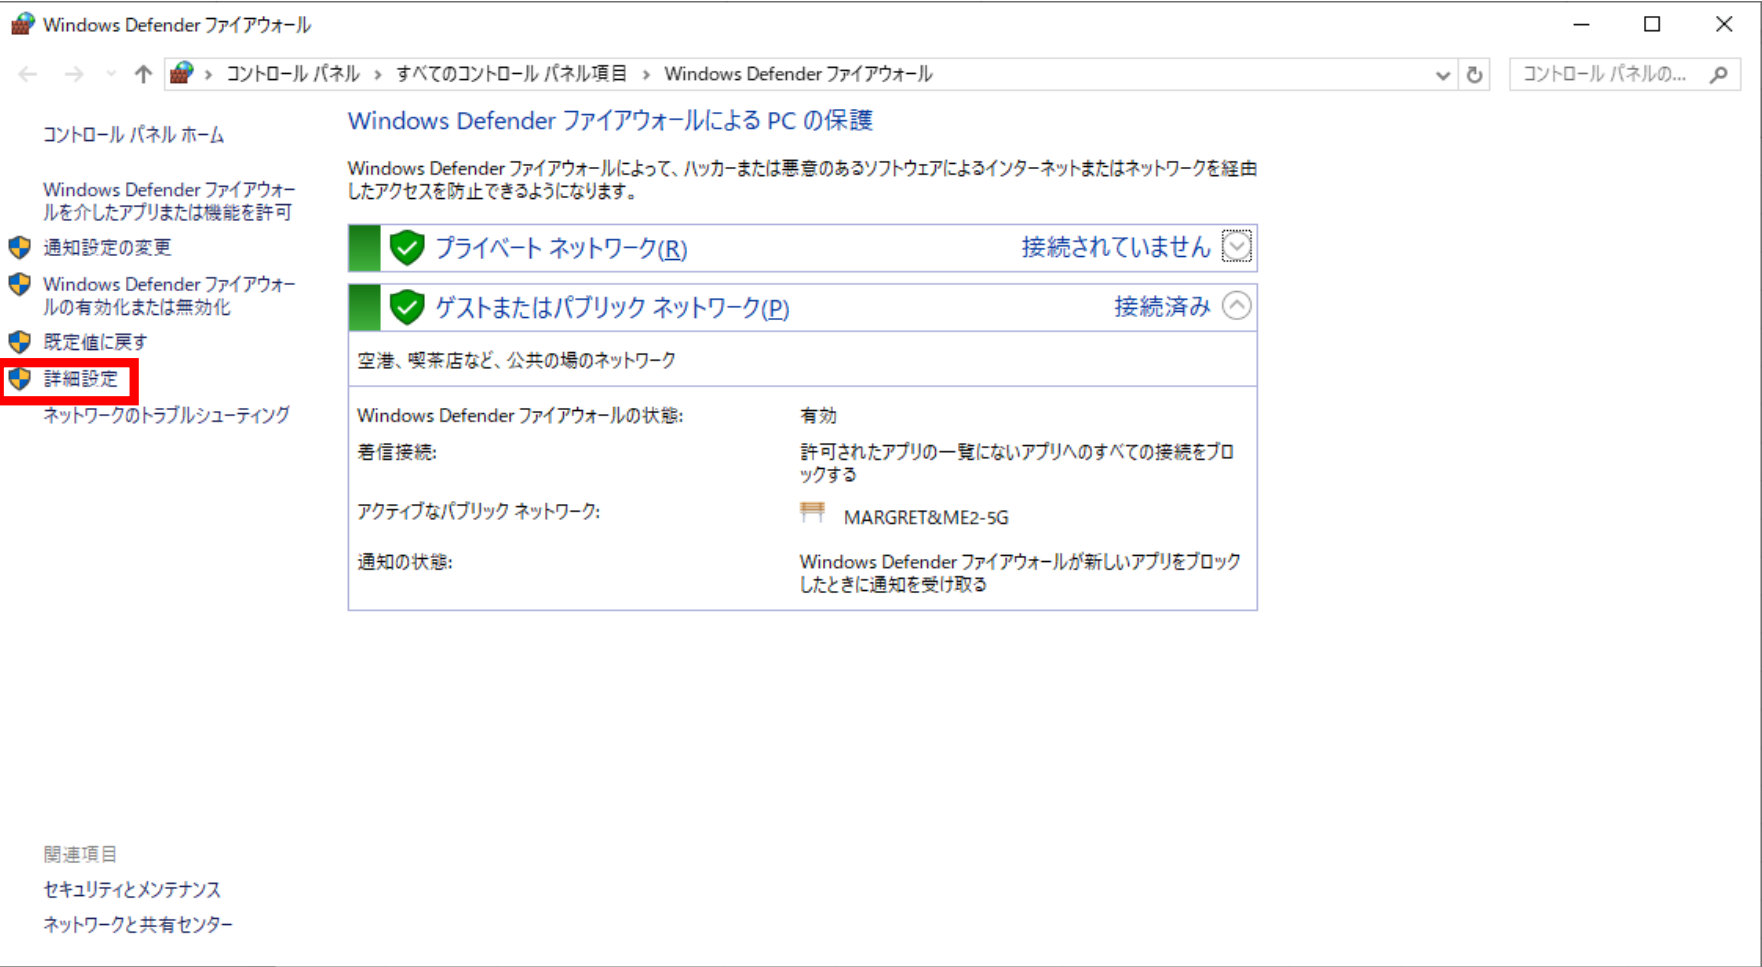 Windows Defender ファイアウォール
コントロール パネル › すべてのコントロール パネル項目 › Windows Defender ファイアウォール
コントロール パネルの...
コントロール パネル ホーム
Windows Defender ファイアウォー
ルを介したアプリまたは機能を許可
通知設定の変更
Windows Defender ファイアウォー
ルの有効化または無効化
既定値に戻す
詳細設定
ネットワークのトラブルシューティング
Windows Defender ファイアウォールによる PC の保護
Windows Defender ファイアウォールによって、ハッカーまたは悪意のあるソフトウェアによるインターネットまたはネットワークを経由
したアクセスを防止できるようになります。
プライベート ネットワーク(R) 接続されていません
ゲストまたはパブリック ネットワーク(P) 接続済み
空港、喫茶店など、公共の場のネットワーク
Windows Defender ファイアウォールの状態: 有効
着信接続: 許可されたアプリの一覧にないアプリへのすべての接続をブロ
ックする
アクティブなパブリック ネットワーク: MARGRET&ME2-5G
通知の状態: Windows Defender ファイアウォールが新しいアプリをブロック
したときに通知を受け取る
関連項目
セキュリティとメンテナンス
ネットワークと共有センター